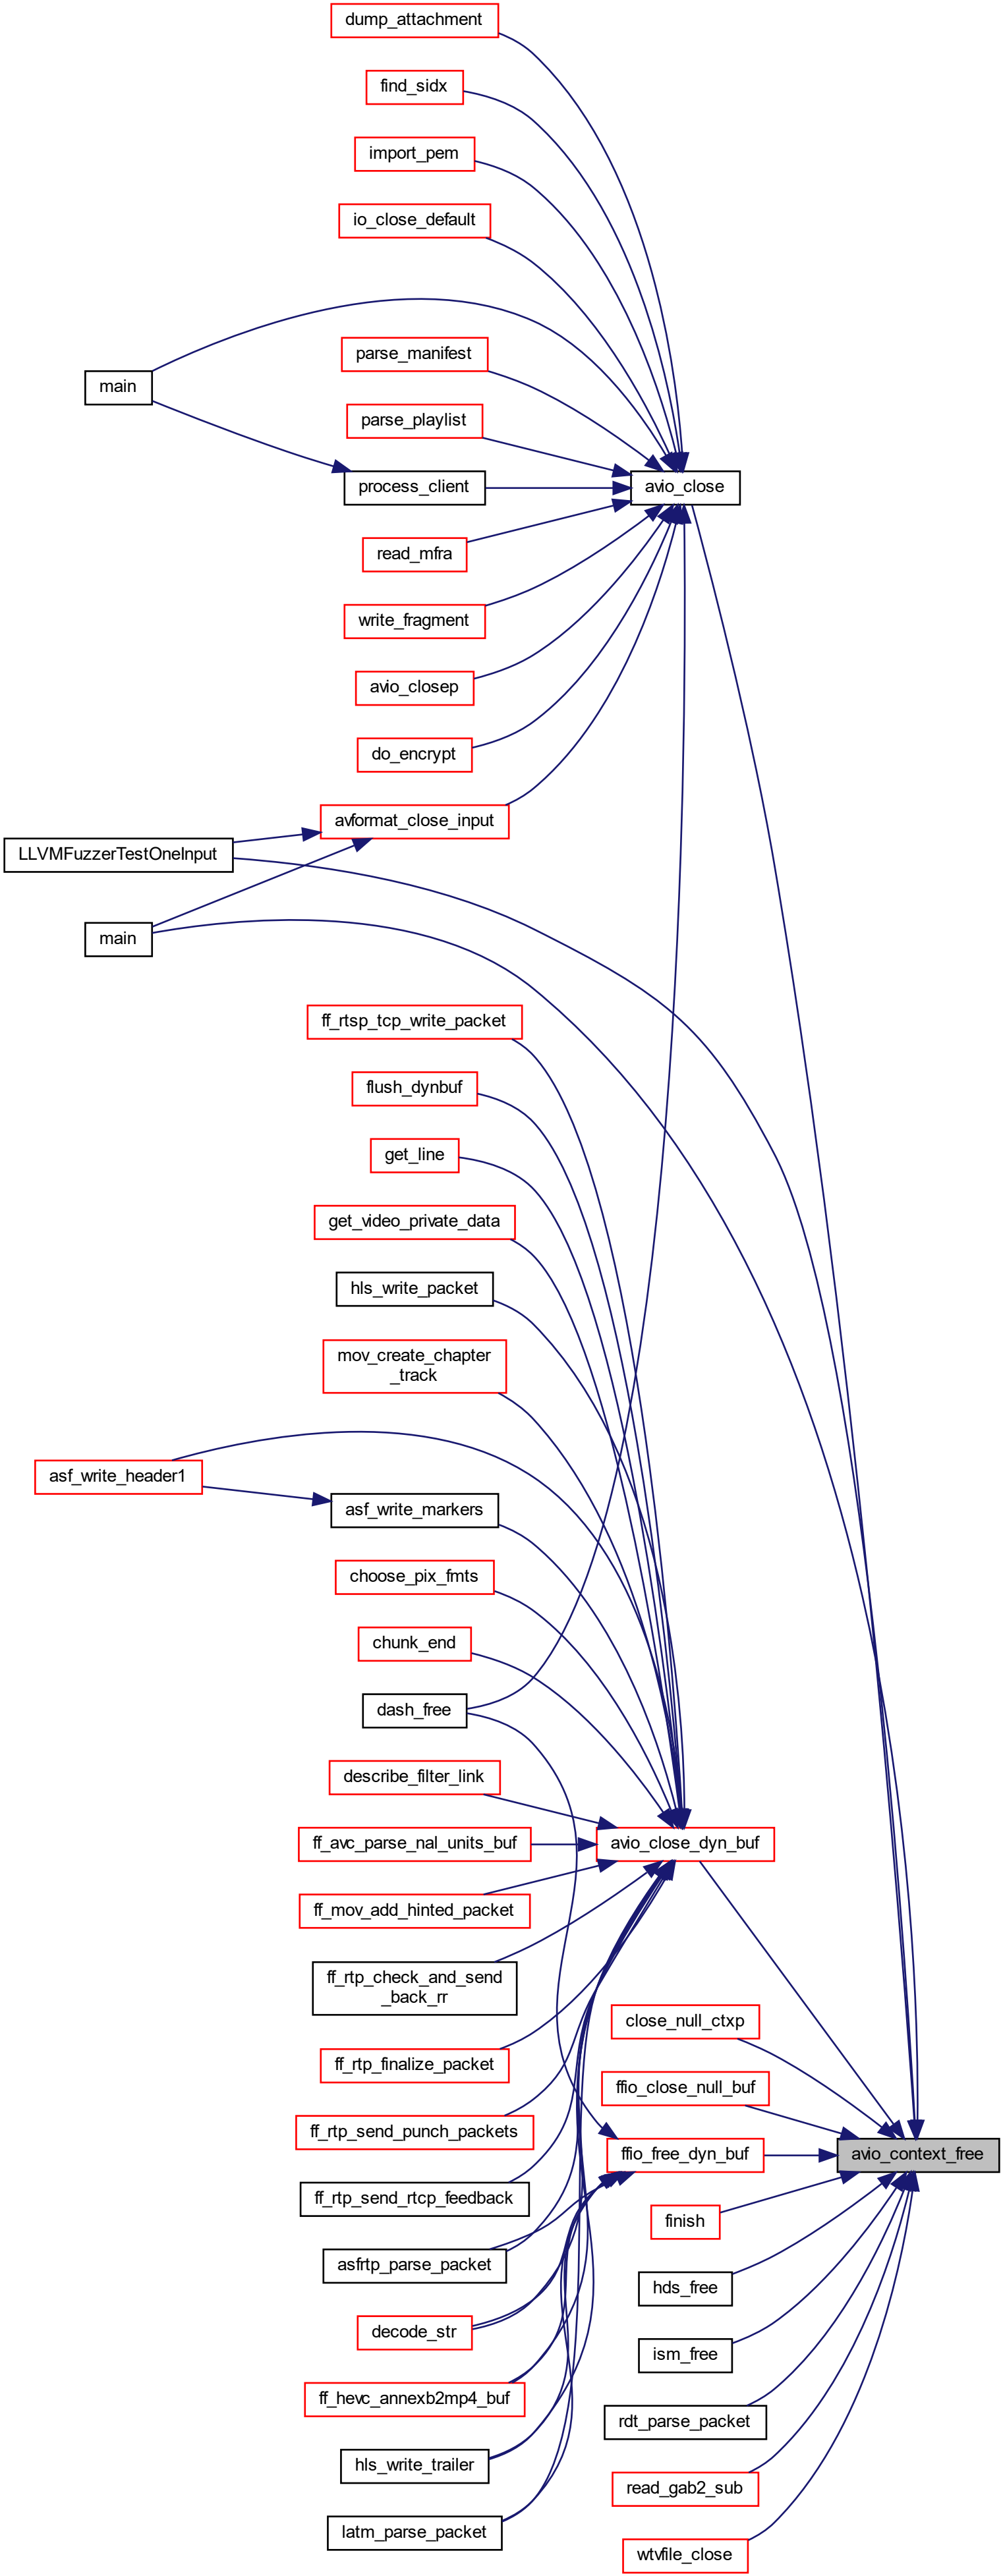 dump_attachment
find_sidx
import_pem
io_close_default
main
parse_manifest
parse_playlist
process_client
avio_close
read_mfra
write_fragment
avio_closep
do_encrypt
avformat_close_input
LLVMFuzzerTestOneInput
main
ff_rtsp_tcp_write_packet
flush_dynbuf
get_line
get_video_private_data
hls_write_packet
mov_create_chapter
_track
asf_write_header1
asf_write_markers
choose_pix_fmts
chunk_end
dash_free
describe_filter_link
ff_avc_parse_nal_units_buf
avio_close_dyn_buf
ff_mov_add_hinted_packet
ff_rtp_check_and_send
_back_rr
close_null_ctxp
ff_rtp_finalize_packet
ffio_close_null_buf
ff_rtp_send_punch_packets
ffio_free_dyn_buf
avio_context_free
ff_rtp_send_rtcp_feedback
finish
asfrtp_parse_packet
hds_free
decode_str
ism_free
ff_hevc_annexb2mp4_buf
rdt_parse_packet
hls_write_trailer
read_gab2_sub
latm_parse_packet
wtvfile_close